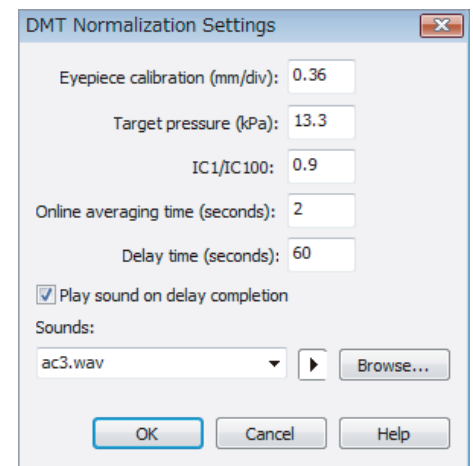 DMT Normalization Settings
Eyepiece calibration (mm/div): 0.36
Target pressure (kPa): 13.3
IC1/IC100: 0.9
Online averaging time (seconds): 2
Delay time (seconds): 60
Play sound on delay completion
Sounds:
ac3.wav Browse...
OK Cancel Help